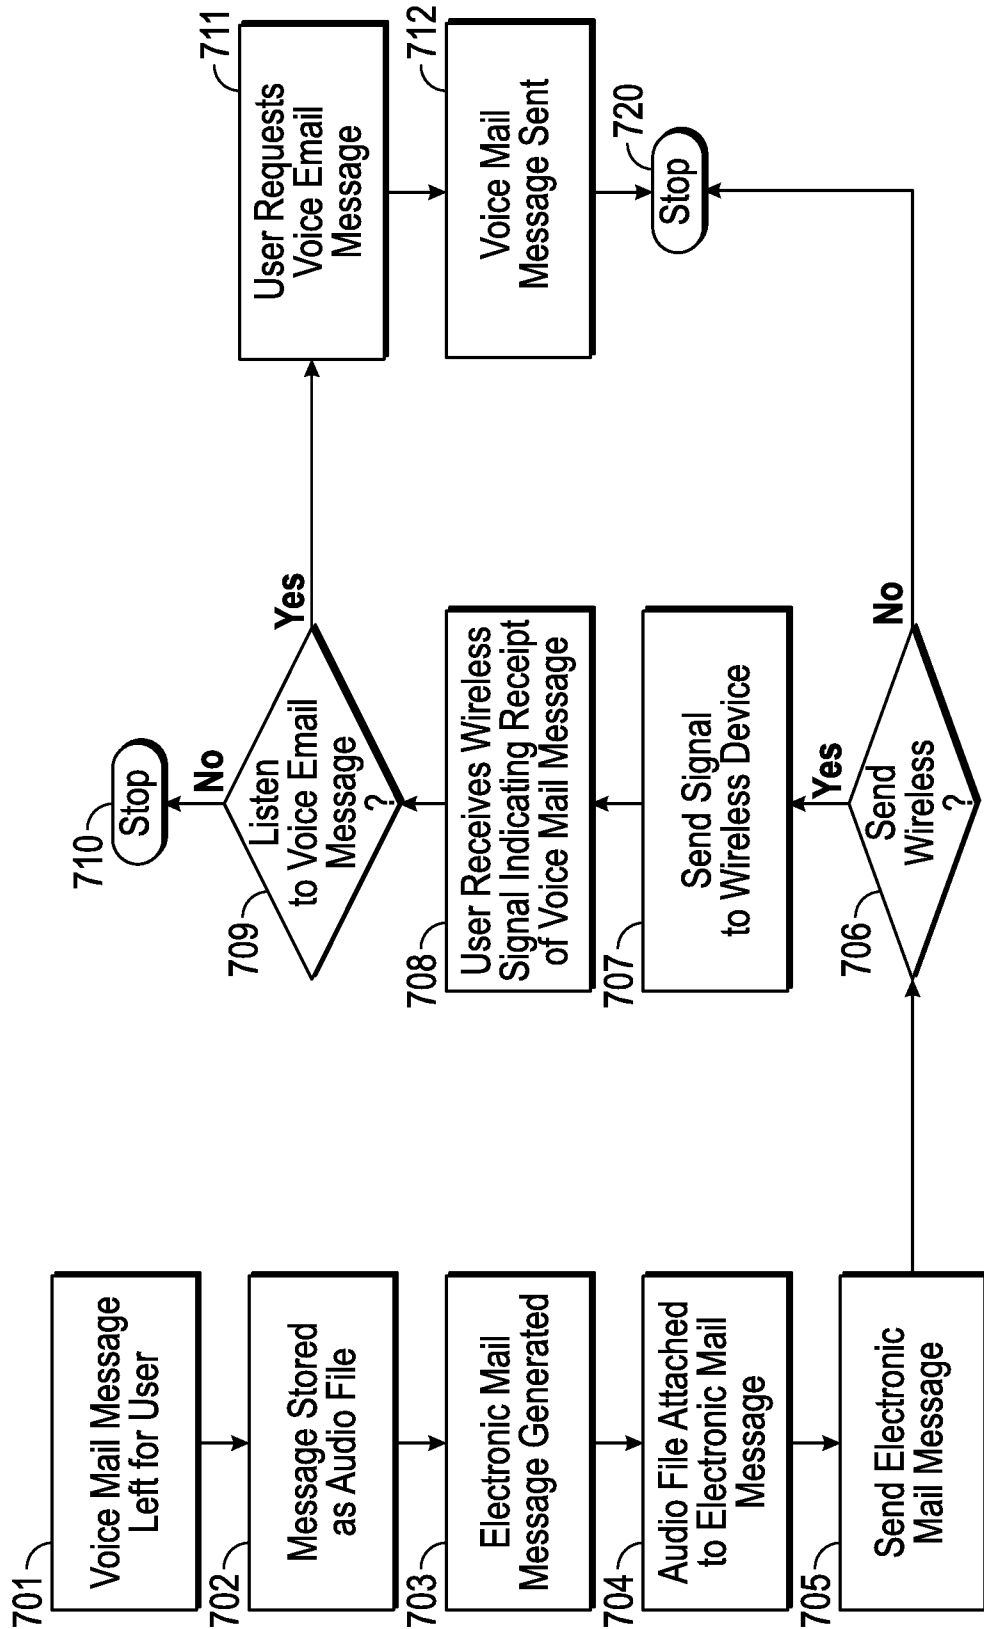 701
Voice Mail Message
Left for User
702
Message Stored
as Audio File
703
Electronic Mail
Message Generated
704
Audio File Attached
to Electronic Mail
Message
705
Send Electronic
Mail Message
706
Send
Wireless
?
Yes
No
707
Send Signal
to Wireless Device
708
User Receives Wireless
Signal Indicating Receipt
of Voice Mail Message
709
Listen
to Voice Email
Message
?
No
Yes
710
Stop
711
User Requests
Voice Email
Message
712
Voice Mail
Message Sent
720
Stop